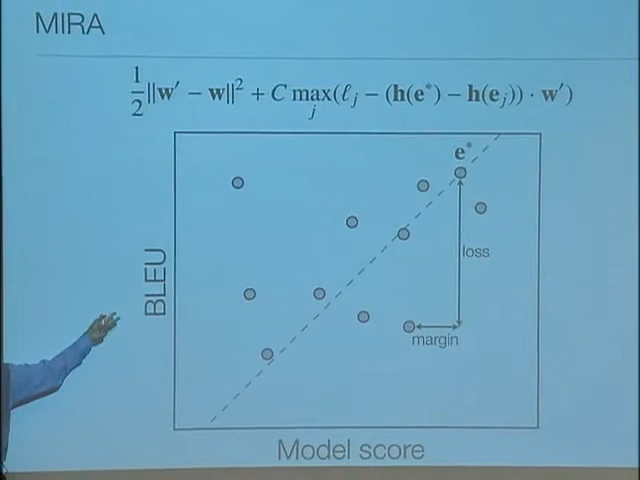 MIRA
1/2||w′ − w||² + C max_j(ℓ_j − (h(e*) − h(e_j)) · w′)
e*
loss
BLEU
margin
Model score